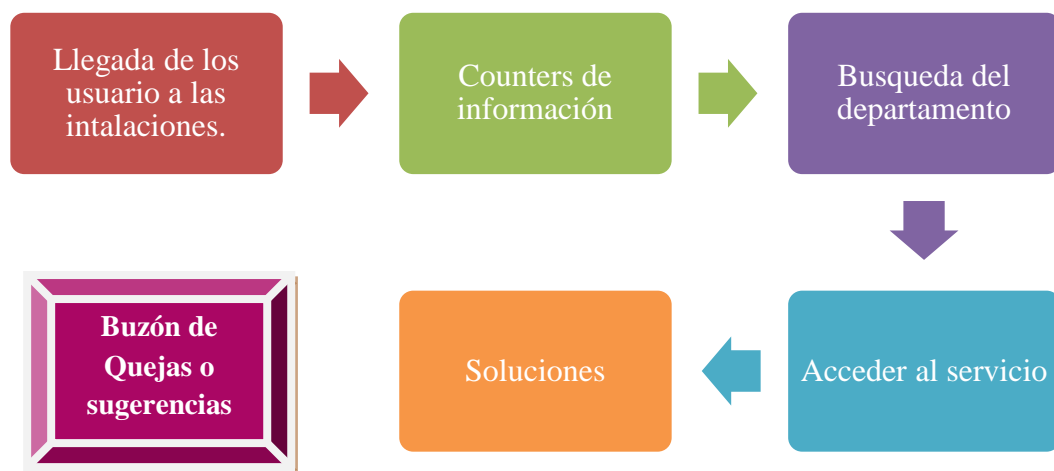 Llegada de los
usuario a las
intalaciones.
Counters de
información
Busqueda del
departamento
Acceder al servicio
Soluciones
Buzón de
Quejas o
sugerencias